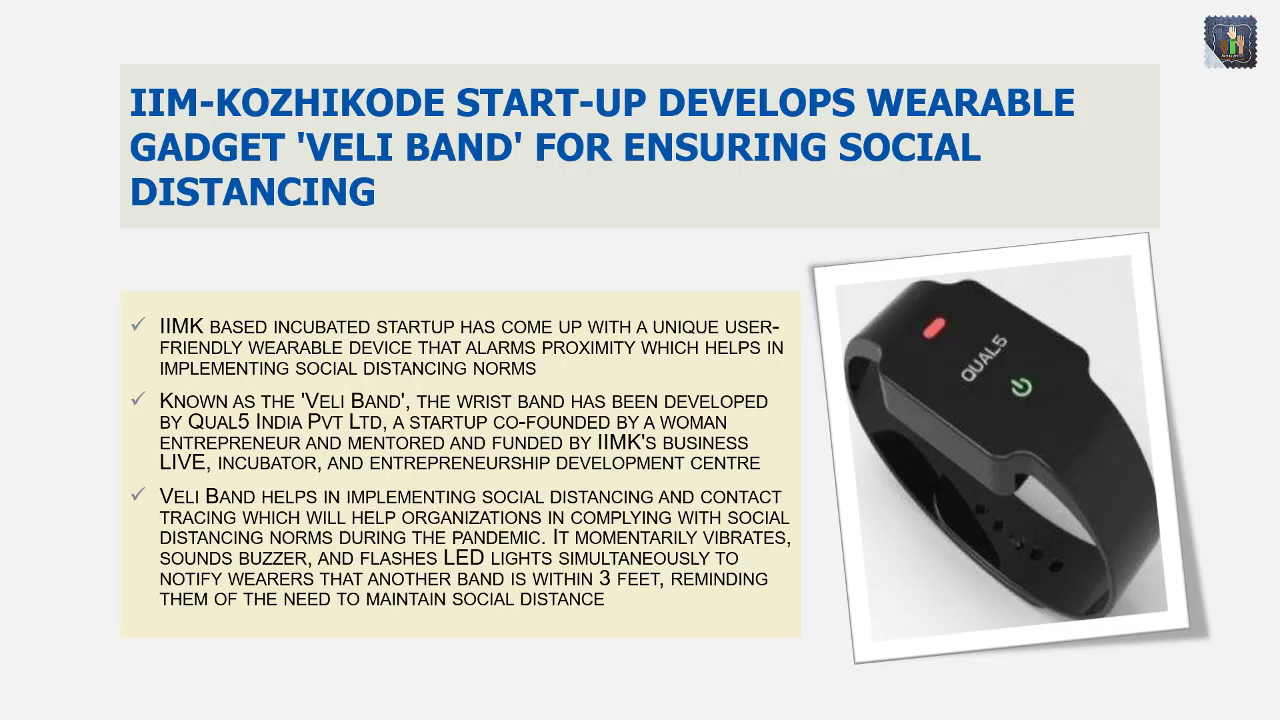 IIM-KOZHIKODE START-UP DEVELOPS WEARABLE
GADGET 'VELI BAND' FOR ENSURING SOCIAL
DISTANCING
✓ IIMK BASED INCUBATED STARTUP HAS COME UP WITH A UNIQUE USER-
FRIENDLY WEARABLE DEVICE THAT ALARMS PROXIMITY WHICH HELPS IN
IMPLEMENTING SOCIAL DISTANCING NORMS
✓ KNOWN AS THE 'VELI BAND', THE WRIST BAND HAS BEEN DEVELOPED
BY QUAL5 INDIA PVT LTD, A STARTUP CO-FOUNDED BY A WOMAN
ENTREPRENEUR AND MENTORED AND FUNDED BY IIMK'S BUSINESS
LIVE, INCUBATOR, AND ENTREPRENEURSHIP DEVELOPMENT CENTRE
✓ VELI BAND HELPS IN IMPLEMENTING SOCIAL DISTANCING AND CONTACT
TRACING WHICH WILL HELP ORGANIZATIONS IN COMPLYING WITH SOCIAL
DISTANCING NORMS DURING THE PANDEMIC. IT MOMENTARILY VIBRATES,
SOUNDS BUZZER, AND FLASHES LED LIGHTS SIMULTANEOUSLY TO
NOTIFY WEARERS THAT ANOTHER BAND IS WITHIN 3 FEET, REMINDING
THEM OF THE NEED TO MAINTAIN SOCIAL DISTANCE
QUAL5